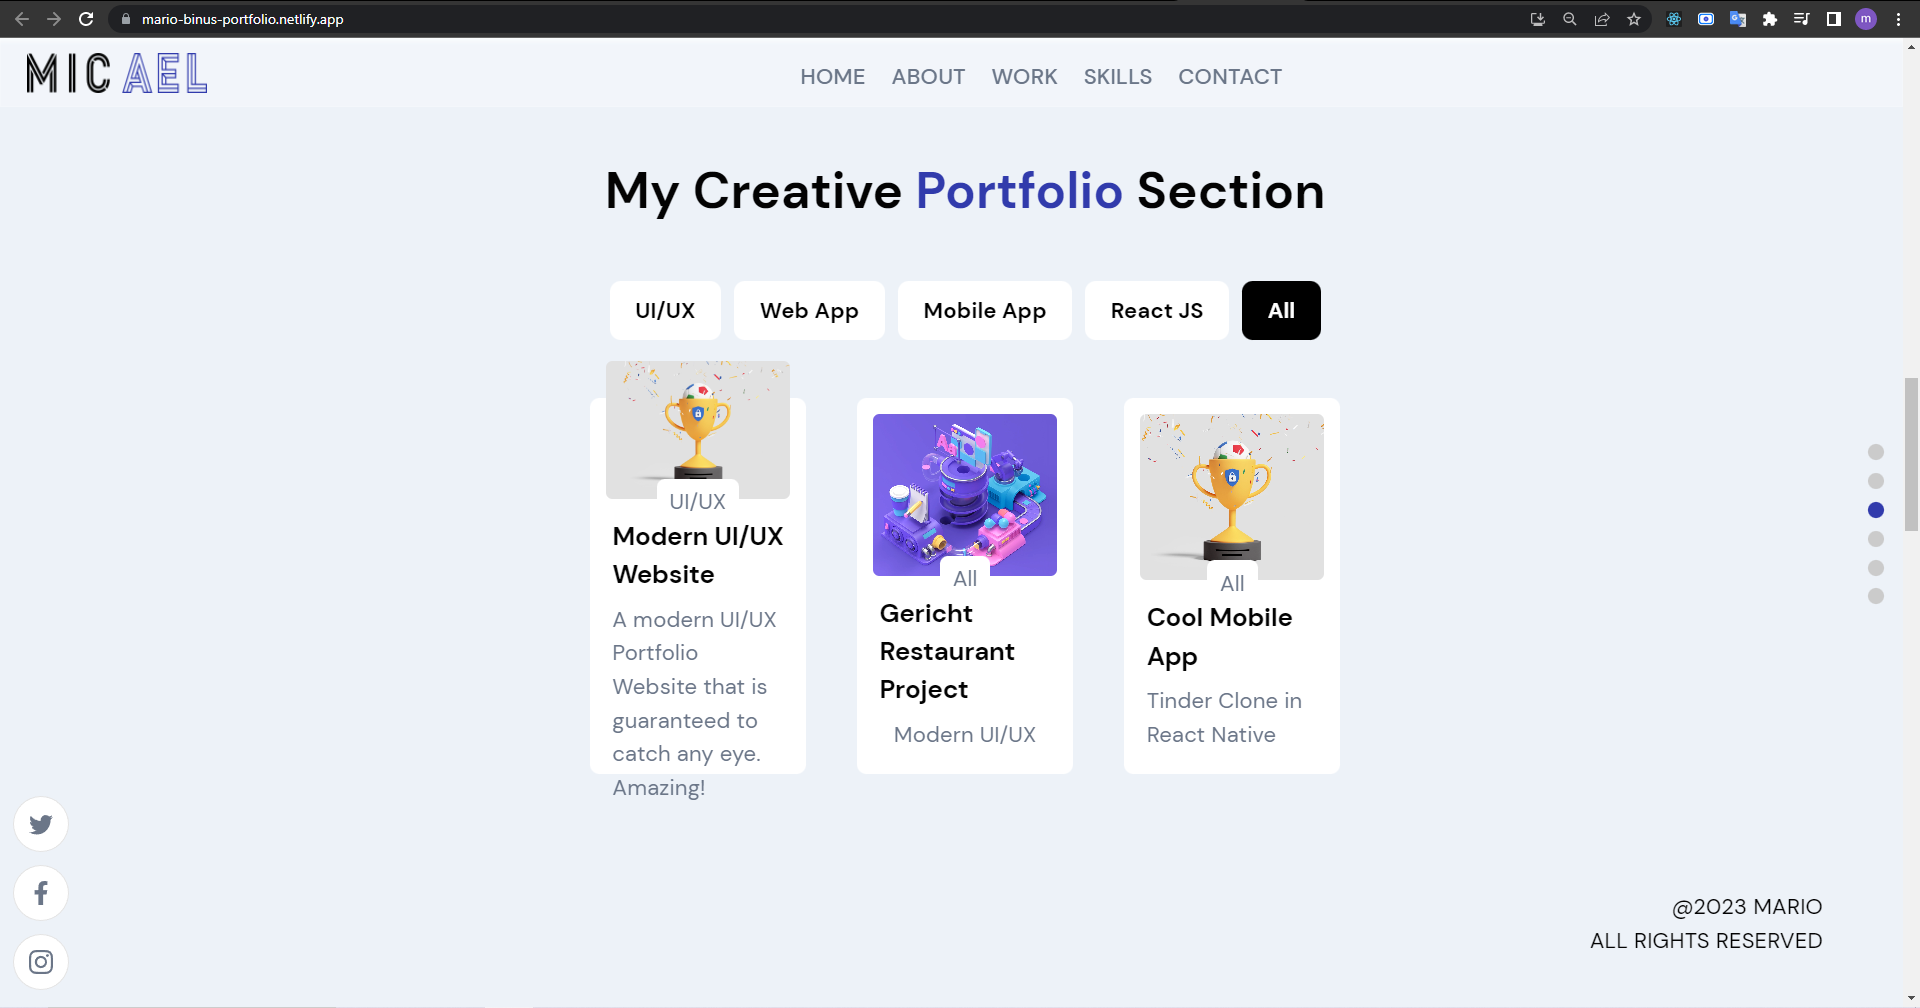 mario-binus-portfolio.netlify.app
m
MICAEL
HOME ABOUT WORK SKILLS CONTACT
My Creative Portfolio Section
UI/UX Web App Mobile App React JS All
UI/UX
Modern UI/UX
Website
A modern UI/UX
Portfolio
Website that is
guaranteed to
catch any eye.
Amazing!
All
Gericht
Restaurant
Project
Modern UI/UX
All
Cool Mobile
App
Tinder Clone in
React Native
@2023 MARIO
ALL RIGHTS RESERVED